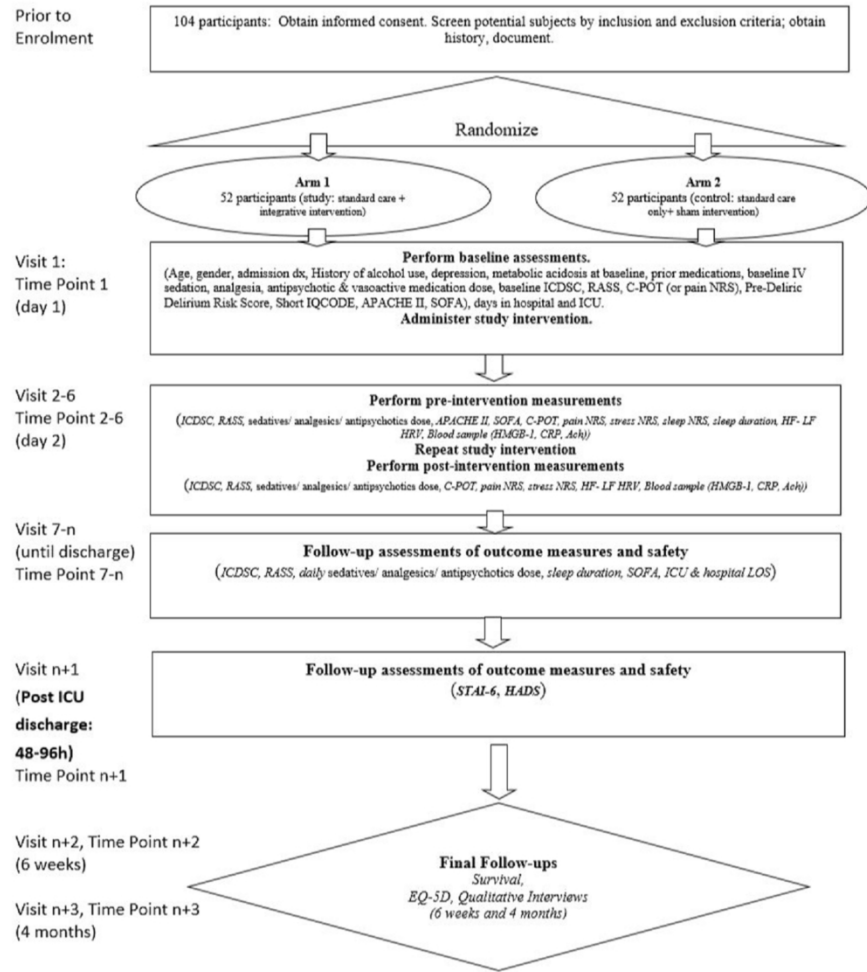 Prior to
Enrolment
104 participants: Obtain informed consent. Screen potential subjects by inclusion and exclusion criteria; obtain
history, document.
Randomize
Arm 1
52 participants (study: standard care +
integrative intervention)
Arm 2
52 participants (control: standard care
only+ sham intervention)
Visit 1:
Time Point 1
(day 1)
Perform baseline assessments.
(Age, gender, admission dx, History of alcohol use, depression, metabolic acidosis at baseline, prior medications, baseline IV
sedation, analgesia, antipsychotic & vasoactive medication dose, baseline ICDSC, RASS, C-POT (or pain NRS), Pre-Deliric
Delirium Risk Score, Short IQCODE, APACHE II, SOFA), days in hospital and ICU.
Administer study intervention.
Visit 2-6
Time Point 2-6
(day 2)
Perform pre-intervention measurements
(ICDSC, RASS, sedatives/ analgesics/ antipsychotics dose, APACHE II, SOFA, C-POT, pain NRS, stress NRS, sleep NRS, sleep duration, HF- LF
HRV, Blood sample (HMGB-1, CRP, Ach))
Repeat study intervention
Perform post-intervention measurements
(ICDSC, RASS, sedatives/ analgesics/ antipsychotics dose, C-POT, pain NRS, stress NRS, HF- LF HRV, Blood sample (HMGB-1, CRP, Ach))
Visit 7-n
(until discharge)
Time Point 7-n
Follow-up assessments of outcome measures and safety
(ICDSC, RASS, daily sedatives/ analgesics/ antipsychotics dose, sleep duration, SOFA, ICU & hospital LOS)
Visit n+1
(Post ICU
discharge:
48-96h)
Time Point n+1
Follow-up assessments of outcome measures and safety
(STAI-6, HADS)
Visit n+2, Time Point n+2
(6 weeks)
Visit n+3, Time Point n+3
(4 months)
Final Follow-ups
Survival,
EQ-5D, Qualitative Interviews
(6 weeks and 4 months)